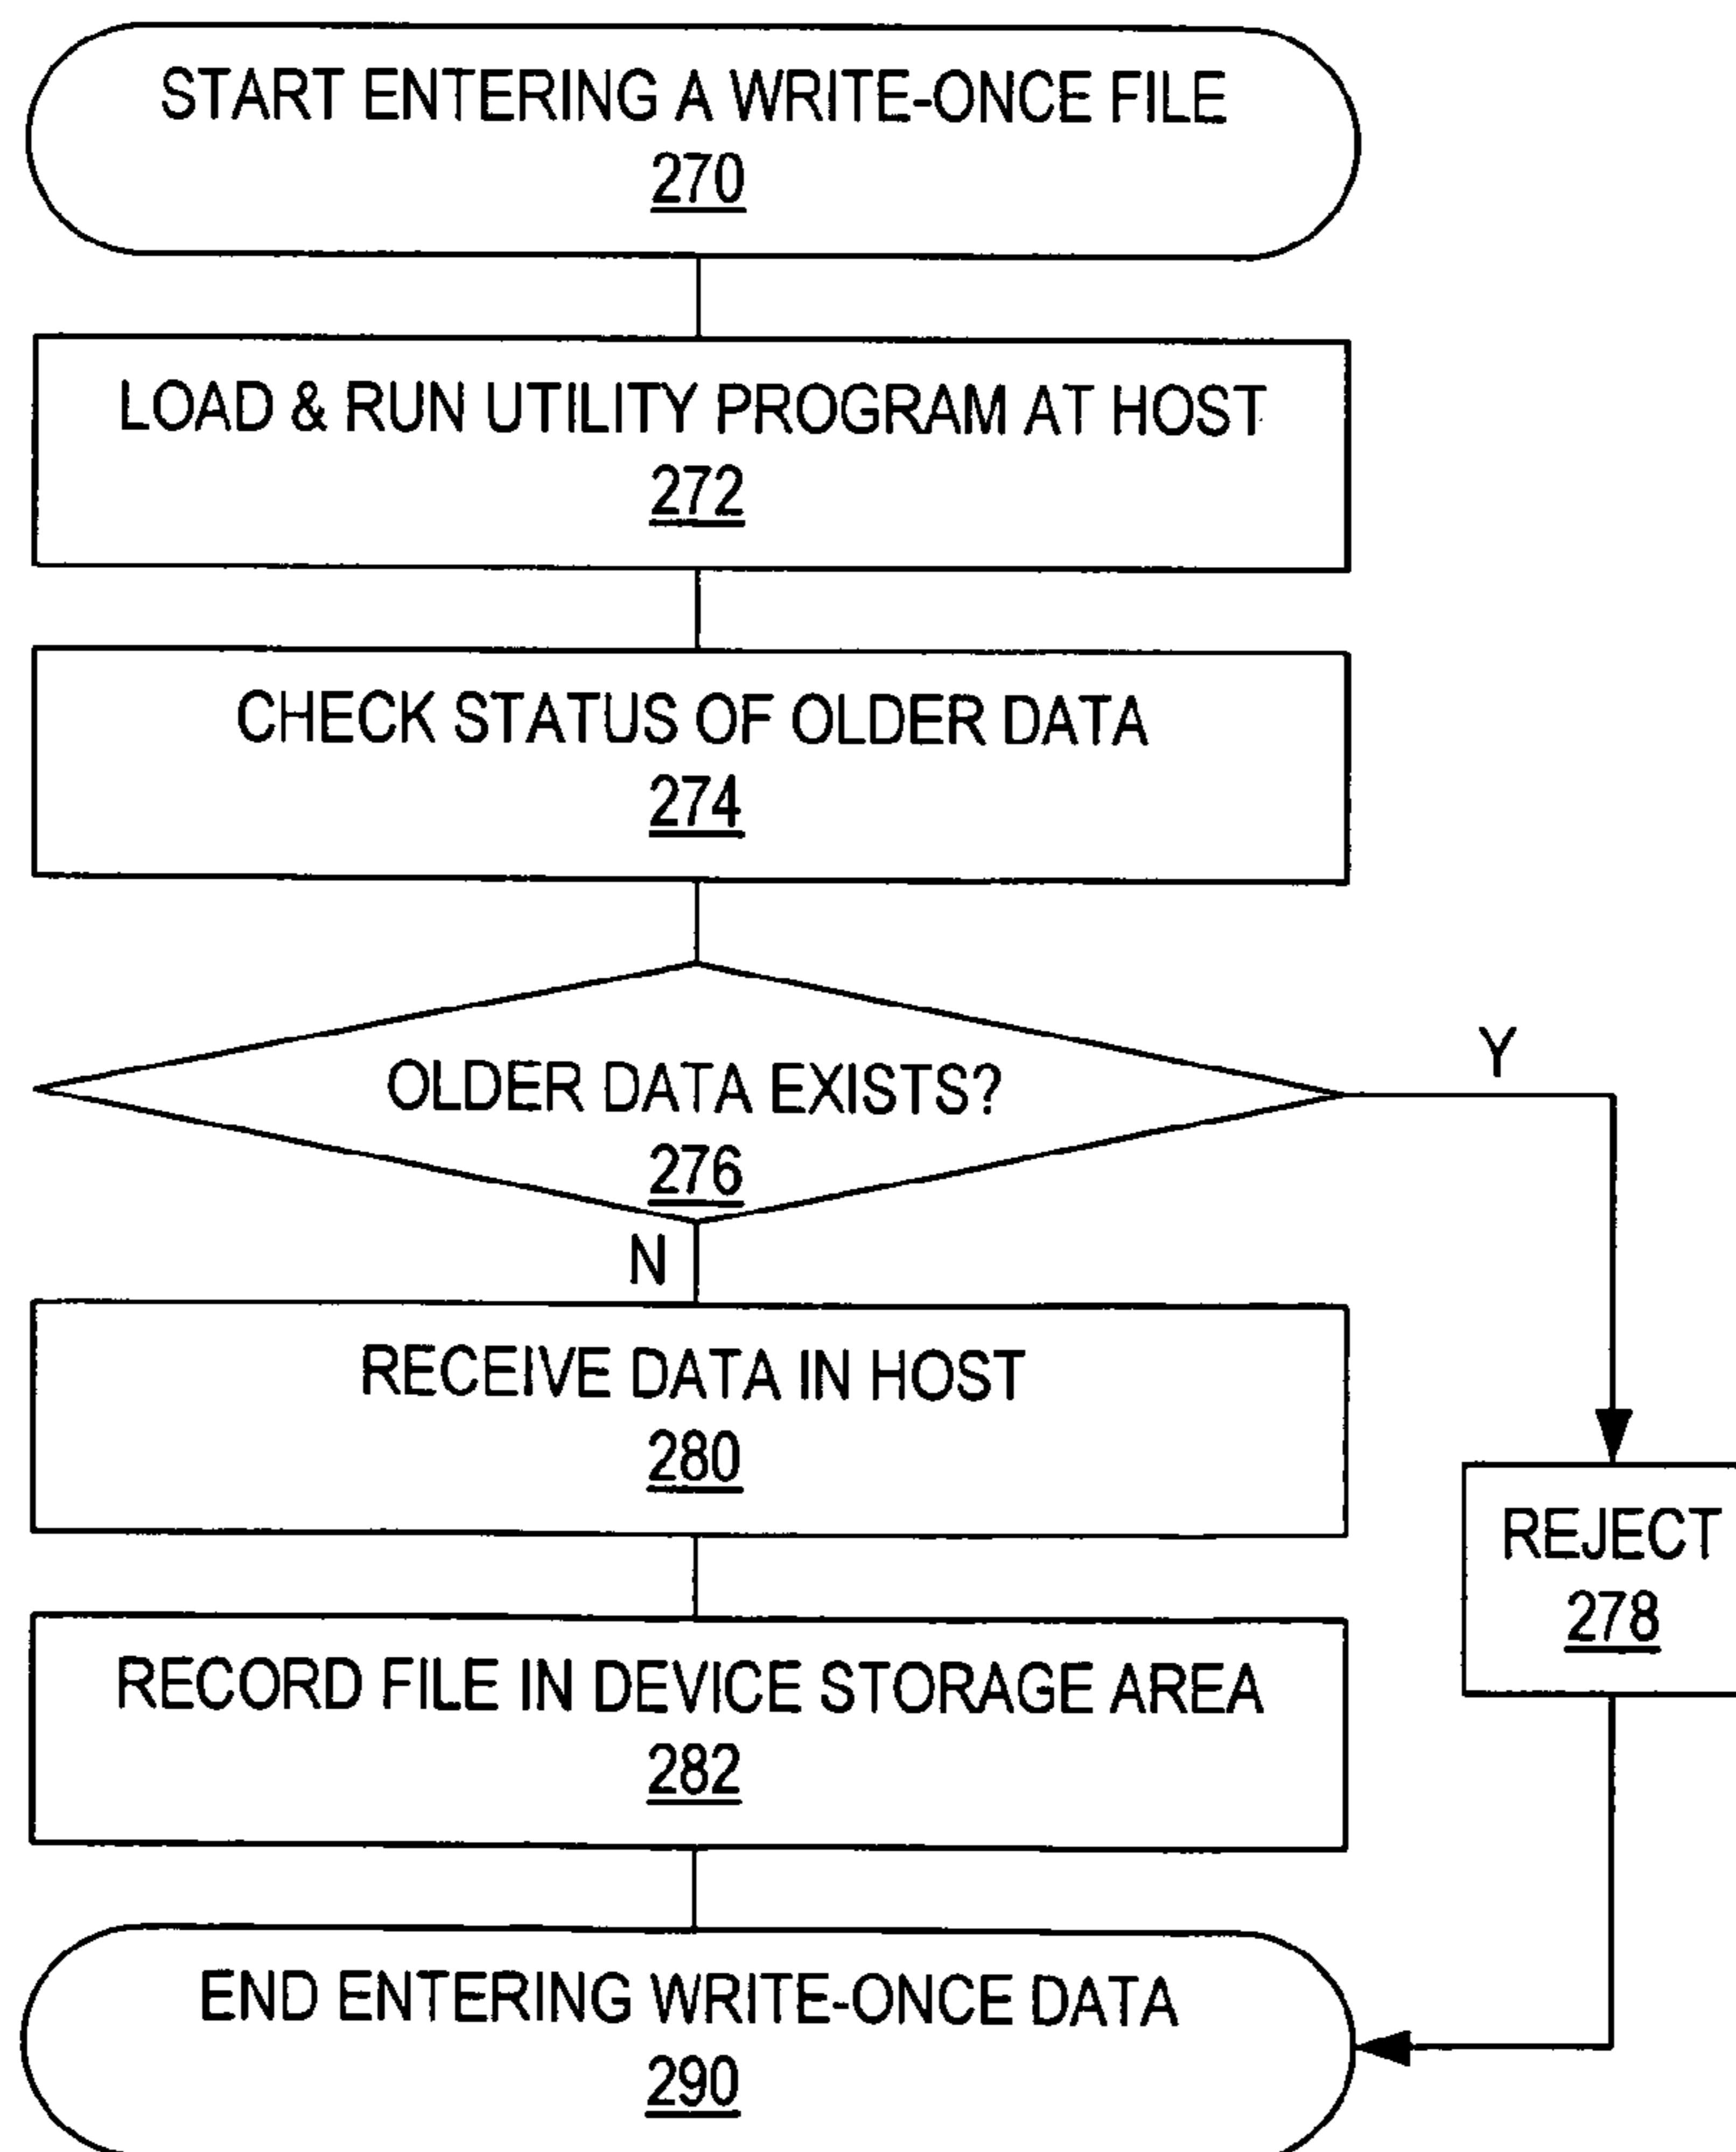 START ENTERING A WRITE-ONCE FILE
270
LOAD & RUN UTILITY PROGRAM AT HOST
272
CHECK STATUS OF OLDER DATA
274
OLDER DATA EXISTS?
276
Y
N
RECEIVE DATA IN HOST
280
REJECT
278
RECORD FILE IN DEVICE STORAGE AREA
282
END ENTERING WRITE-ONCE DATA
290